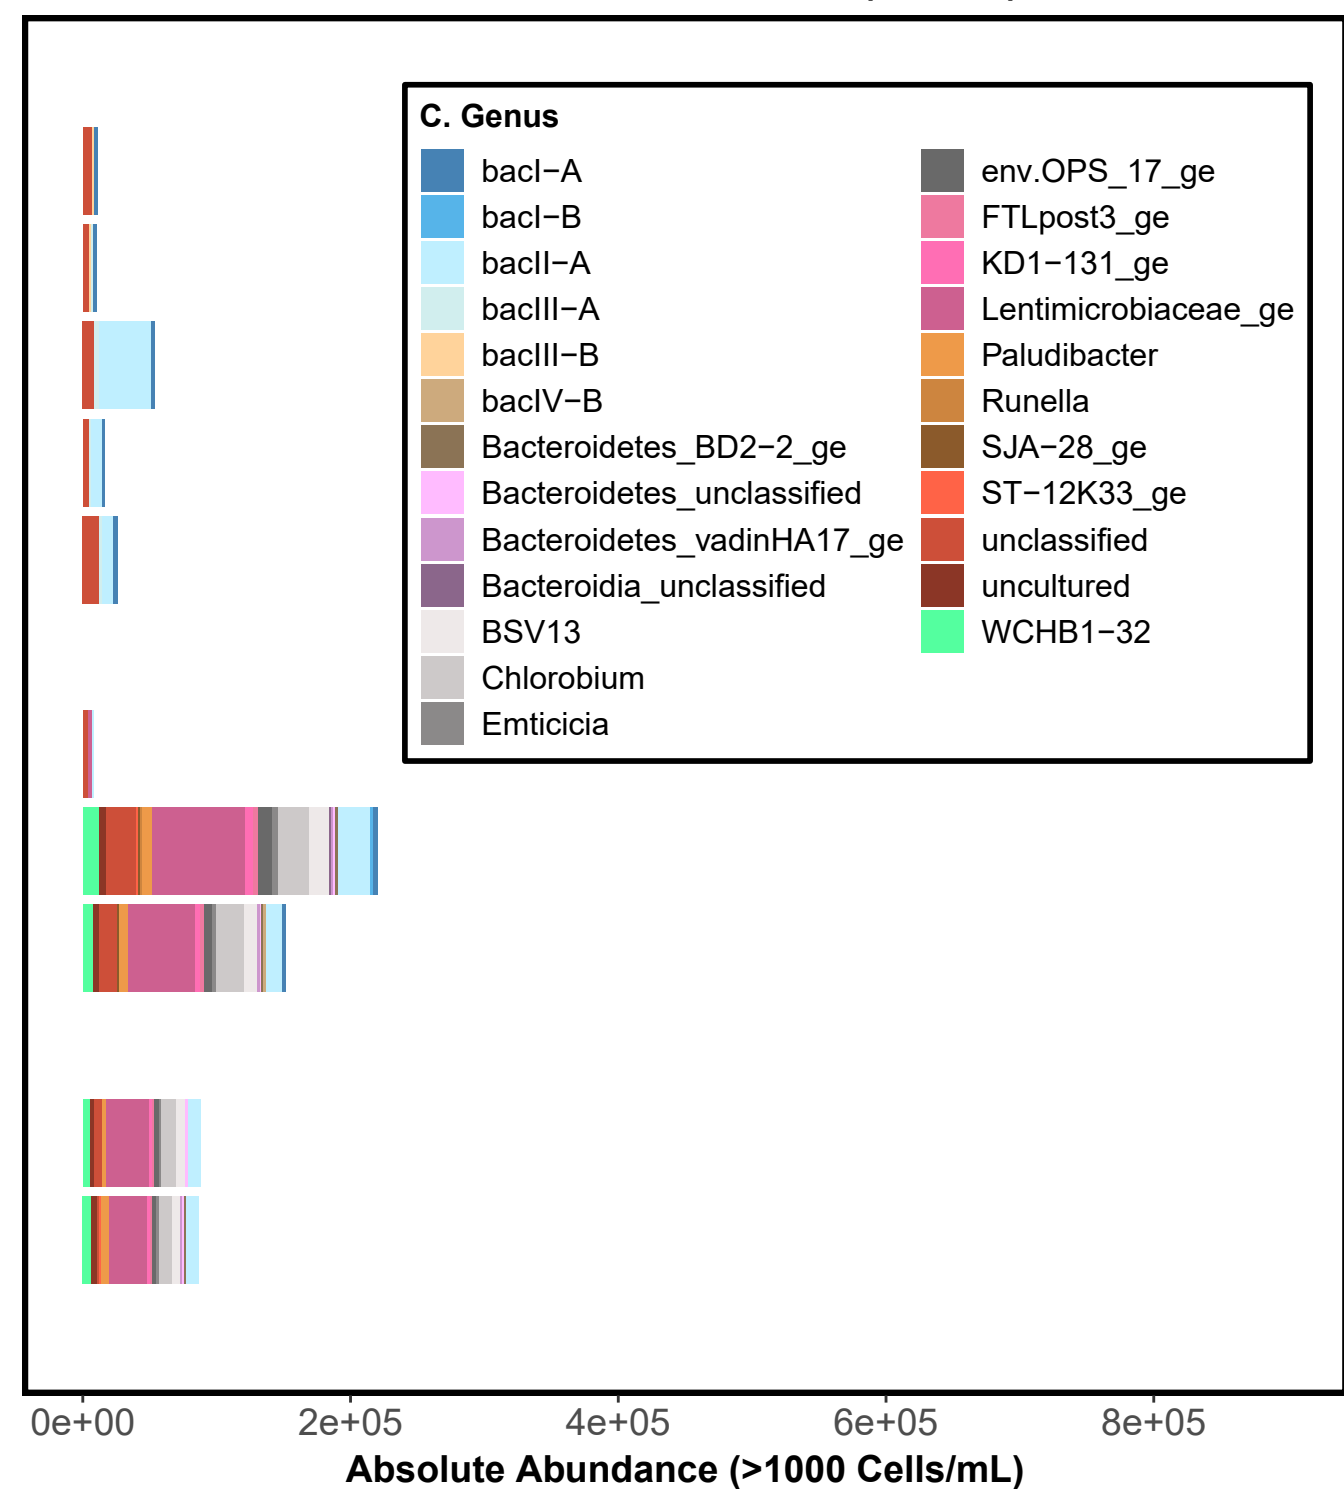 C. Genus
bacI−A
bacI−B
bacII−A
bacIII−A
bacIII−B
bacIV−B
Bacteroidetes_BD2−2_ge
Bacteroidetes_unclassified
Bacteroidetes_vadinHA17_ge
Bacteroidia_unclassified
BSV13
Chlorobium
Emticicia
env.OPS_17_ge
FTLpost3_ge
KD1−131_ge
Lentimicrobiaceae_ge
Paludibacter
Runella
SJA−28_ge
ST−12K33_ge
unclassified
uncultured
WCHB1−32
0e+00 2e+05 4e+05 6e+05 8e+05
Absolute Abundance (>1000 Cells/mL)